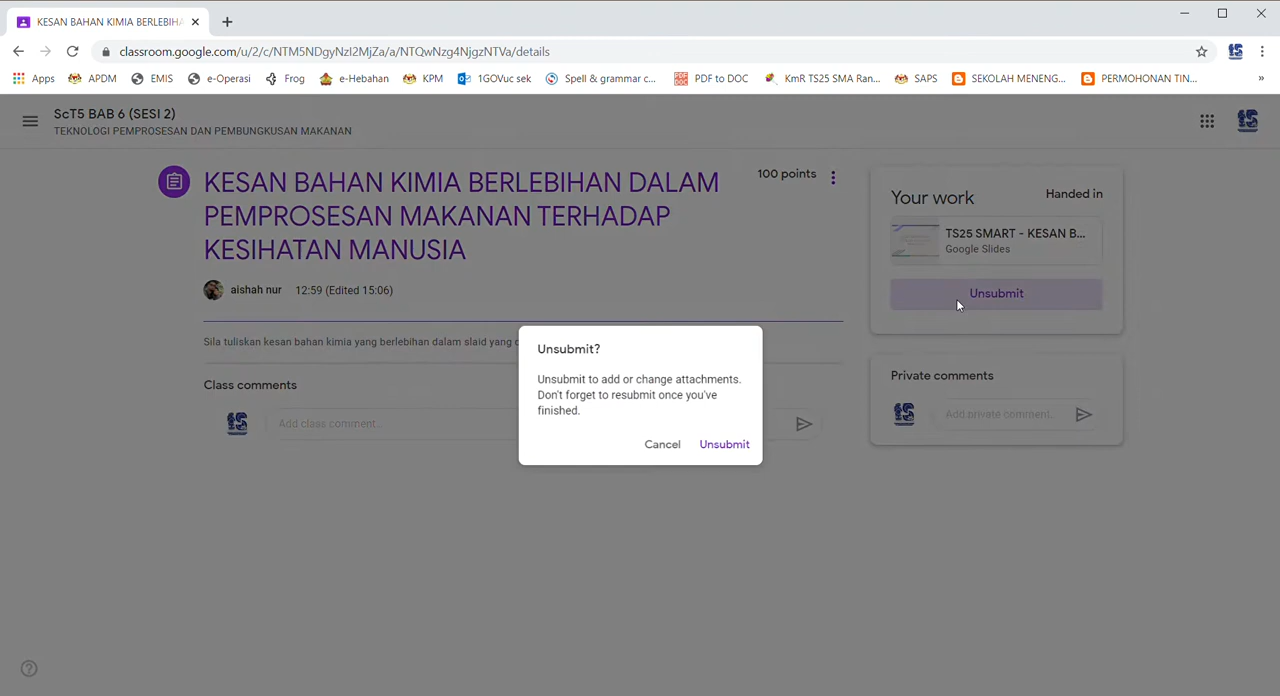 KESAN BAHAN KIMIA BERLEBIHA
classroom.google.com/u/2/c/NTM5NDgyNzI2MjZa/a/NTQwNzg4NjgzNTVa/details
Apps APDM EMIS e-Operasi Frog e-Hebahan KPM 1GOVuc sek Spell & grammar c... PDF to DOC KmR TS25 SMA Ran... SAPS SEKOLAH MENENG... PERMOHONAN TIN... »
ScT5 BAB 6 (SESI 2)
TEKNOLOGI PEMPROSESAN DAN PEMBUNGKUSAN MAKANAN
KESAN BAHAN KIMIA BERLEBIHAN DALAM
PEMPROSESAN MAKANAN TERHADAP
KESIHATAN MANUSIA
100 points
aishah nur 12:59 (Edited 15:06)
Sila tuliskan kesan bahan kimia yang berlebihan dalam slaid yang
Class comments
Add class comment...
Your work
Handed in
TS25 SMART - KESAN B...
Google Slides
Unsubmit
Private comments
Add private comment...
Unsubmit?
Unsubmit to add or change attachments.
Don't forget to resubmit once you've
finished.
Cancel Unsubmit